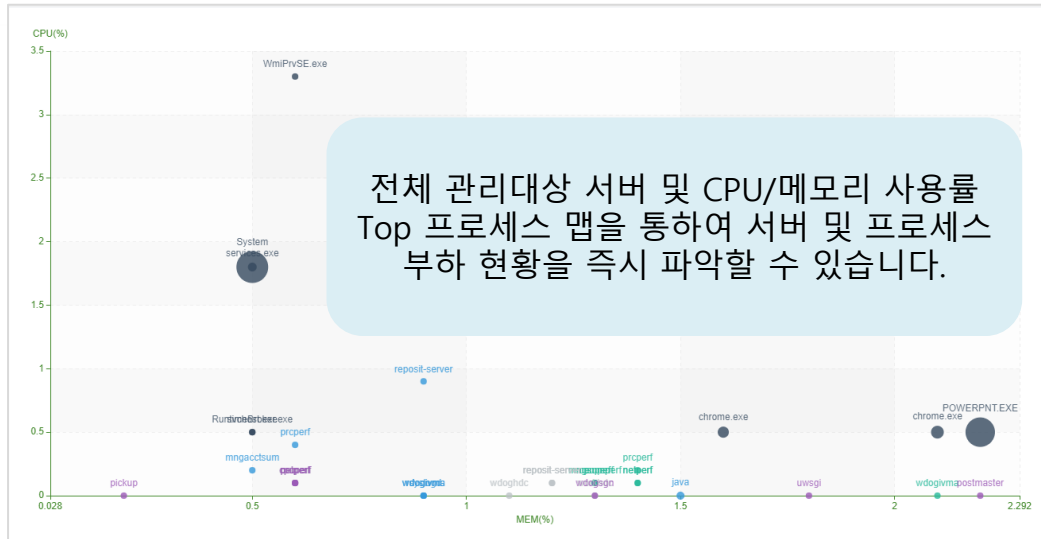 CPU(%)
3.5
WmiPrvSE.exe
3
전체 관리대상 서버 및 CPU/메모리 사용률
Top 프로세스 맵을 통하여 서버 및 프로세스
부하 현황을 즉시 파악할 수 있습니다.
2.5
2
System
services.exe
1.5
1
reposit-server
0.5
chrome.exe
chrome.exe
POWERPNT.EXE
prcperf
mngacctsum
prcperf
pickup
wdoghdc
java
uwsgi
wdogivma
postmaster
0
0.028
0.5
1
1.5
2
2.292
MEM(%)